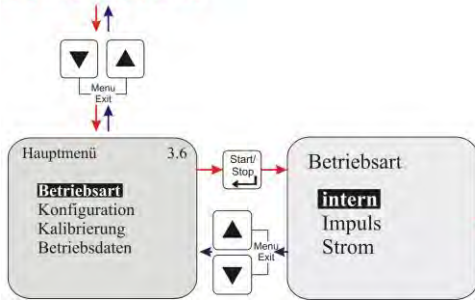 Menu
Exit
Hauptmenü 3.6
Betriebsart
Konfiguration
Kalibrierung
Betriebsdaten
Start/
Stop
Menu
Exit
Betriebsart
intern
Impuls
Strom